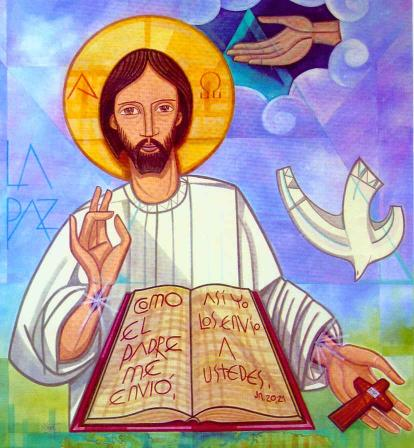 Α Ω
LA
PAZ
COMO
EL
PADRE
ME
ENVIÓ,
ASÍ YO
LOS ENVÍO
A
USTEDES.
JN.20.21